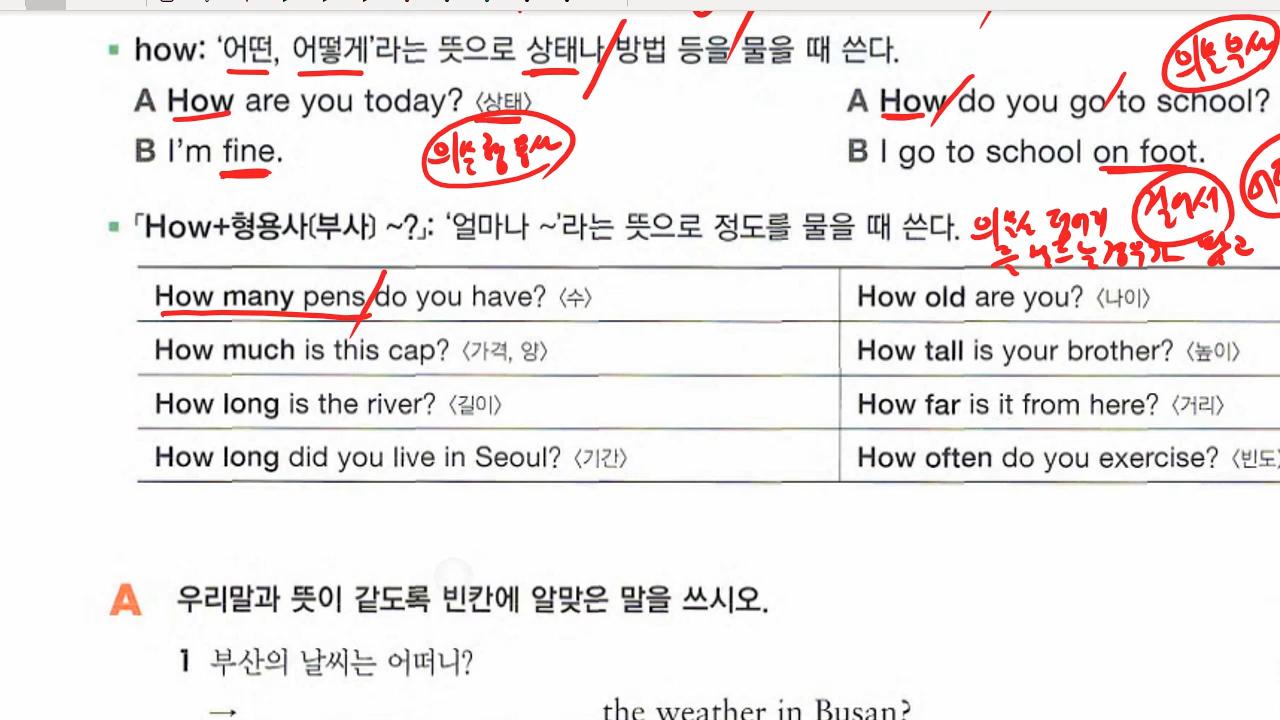 how: ‘어떤, 어떻게’라는 뜻으로 상태나 방법 등을 물을 때 쓴다.
의문부사
A How are you today? 〈상태〉
B I'm fine.
A How do you go to school?
B I go to school on foot.
걸어서
「How+형용사〔부사〕 ~?」: ‘얼마나 ~’라는 뜻으로 정도를 물을 때 쓴다.
How many pens do you have? 〈수〉
How old are you? 〈나이〉
How much is this cap? 〈가격, 양〉
How tall is your brother? 〈높이〉
How long is the river? 〈길이〉
How far is it from here? 〈거리〉
How long did you live in Seoul? 〈기간〉
How often do you exercise? 〈빈도〉
A 우리말과 뜻이 같도록 빈칸에 알맞은 말을 쓰시오.
1 부산의 날씨는 어떠니?
→ the weather in Busan?